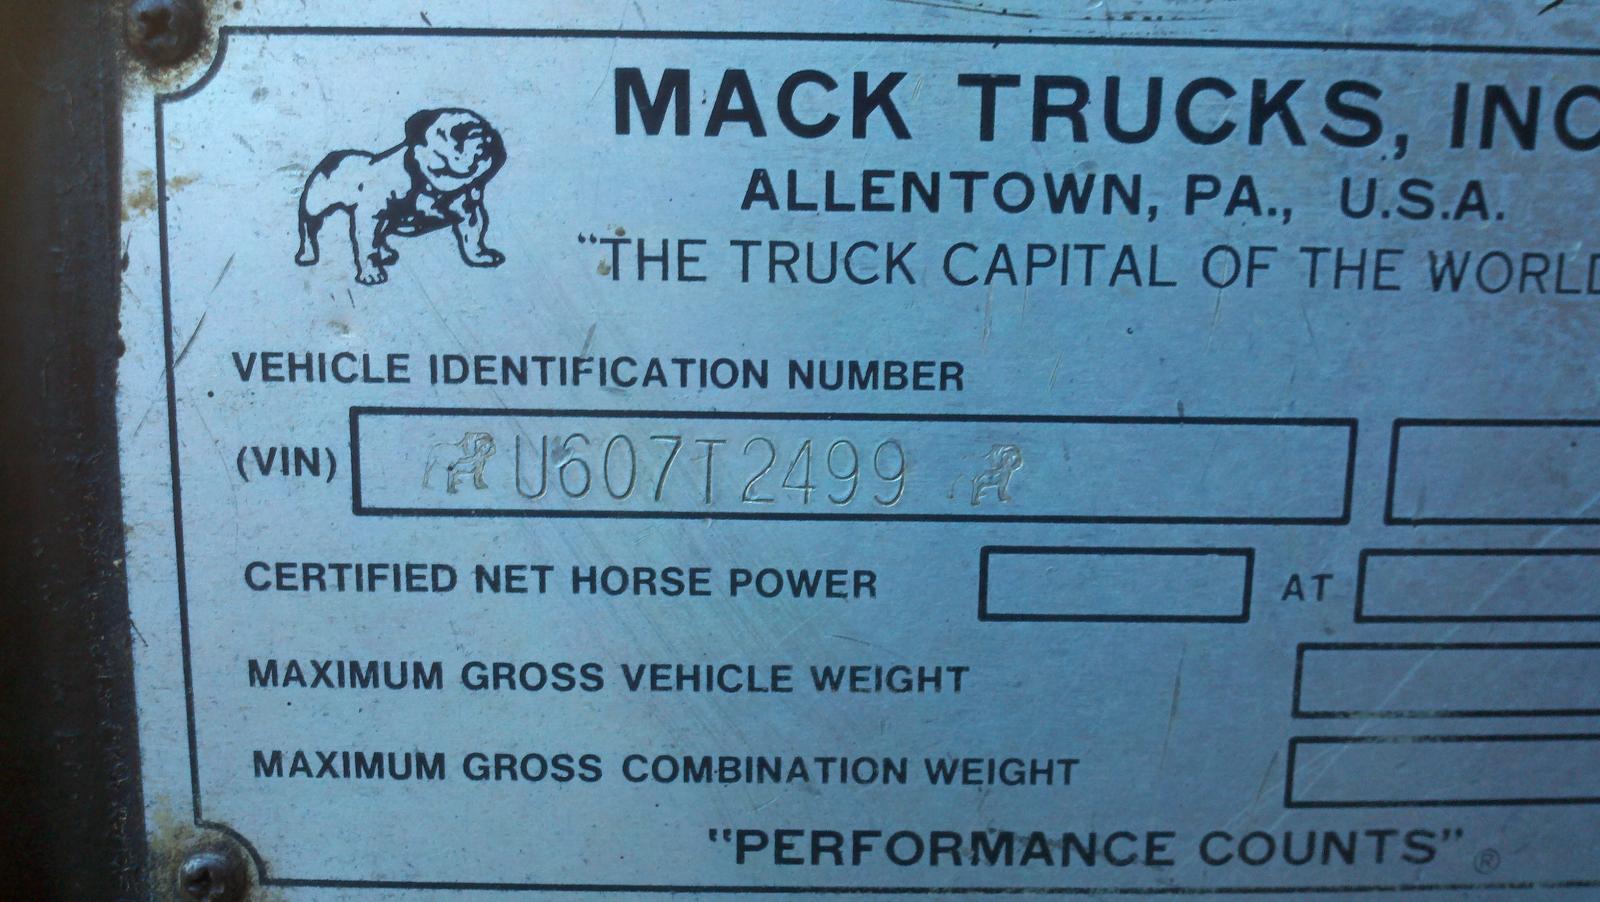 MACK TRUCKS, INC
ALLENTOWN, PA., U.S.A.
"THE TRUCK CAPITAL OF THE WORLD
VEHICLE IDENTIFICATION NUMBER
(VIN) U607T2499
CERTIFIED NET HORSE POWER AT
MAXIMUM GROSS VEHICLE WEIGHT
MAXIMUM GROSS COMBINATION WEIGHT
"PERFORMANCE COUNTS" ®